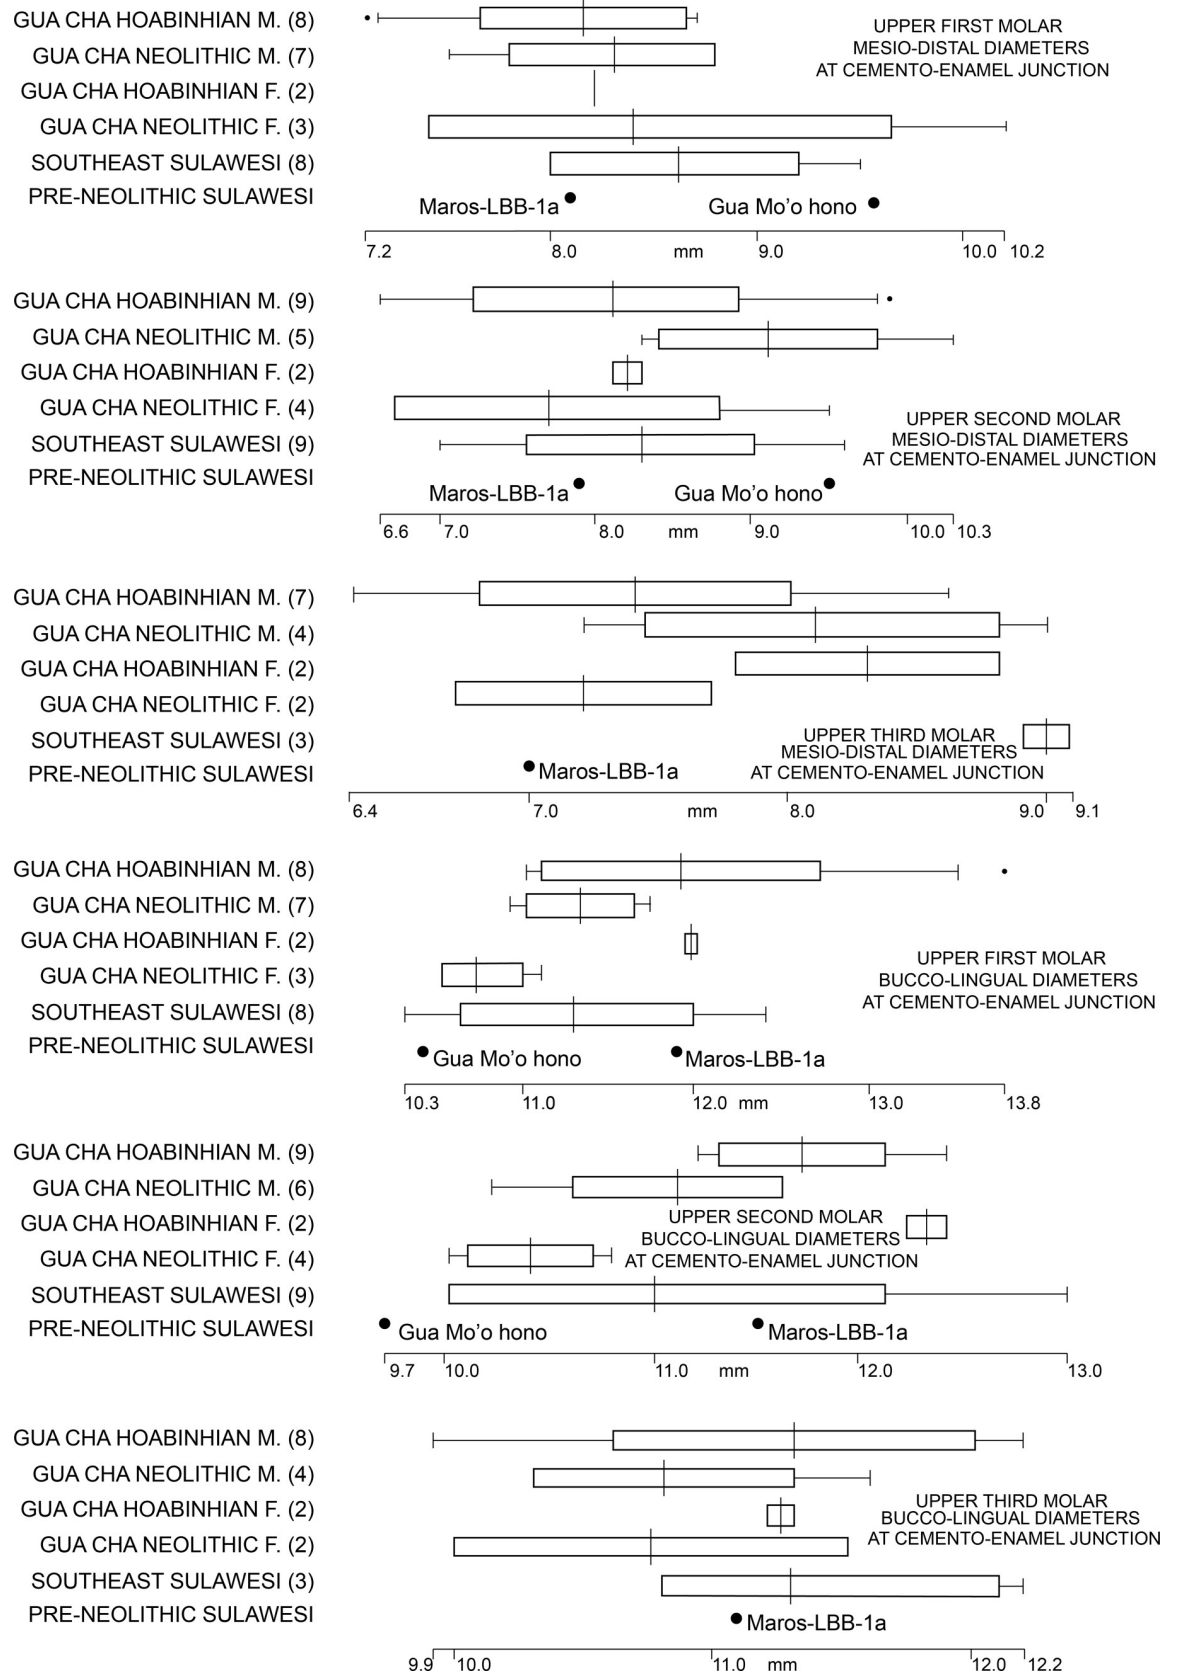 GUA CHA HOABINHIAN M. (8)
GUA CHA NEOLITHIC M. (7)
GUA CHA HOABINHIAN F. (2)
GUA CHA NEOLITHIC F. (3)
SOUTHEAST SULAWESI (8)
PRE-NEOLITHIC SULAWESI
UPPER FIRST MOLAR
MESIO-DISTAL DIAMETERS
AT CEMENTO-ENAMEL JUNCTION
Maros-LBB-1a Gua Mo’o hono
7.2 8.0 mm 9.0 10.0 10.2
GUA CHA HOABINHIAN M. (9)
GUA CHA NEOLITHIC M. (5)
GUA CHA HOABINHIAN F. (2)
GUA CHA NEOLITHIC F. (4)
SOUTHEAST SULAWESI (9)
PRE-NEOLITHIC SULAWESI
UPPER SECOND MOLAR
MESIO-DISTAL DIAMETERS
AT CEMENTO-ENAMEL JUNCTION
Maros-LBB-1a Gua Mo’o hono
6.6 7.0 8.0 mm 9.0 10.0 10.3
GUA CHA HOABINHIAN M. (7)
GUA CHA NEOLITHIC M. (4)
GUA CHA HOABINHIAN F. (2)
GUA CHA NEOLITHIC F. (2)
SOUTHEAST SULAWESI (3)
PRE-NEOLITHIC SULAWESI
UPPER THIRD MOLAR
MESIO-DISTAL DIAMETERS
AT CEMENTO-ENAMEL JUNCTION
Maros-LBB-1a
6.4 7.0 mm 8.0 9.0 9.1
GUA CHA HOABINHIAN M. (8)
GUA CHA NEOLITHIC M. (7)
GUA CHA HOABINHIAN F. (2)
GUA CHA NEOLITHIC F. (3)
SOUTHEAST SULAWESI (8)
PRE-NEOLITHIC SULAWESI
UPPER FIRST MOLAR
BUCCO-LINGUAL DIAMETERS
AT CEMENTO-ENAMEL JUNCTION
Gua Mo’o hono Maros-LBB-1a
10.3 11.0 12.0 mm 13.0 13.8
GUA CHA HOABINHIAN M. (9)
GUA CHA NEOLITHIC M. (6)
GUA CHA HOABINHIAN F. (2)
GUA CHA NEOLITHIC F. (4)
SOUTHEAST SULAWESI (9)
PRE-NEOLITHIC SULAWESI
UPPER SECOND MOLAR
BUCCO-LINGUAL DIAMETERS
AT CEMENTO-ENAMEL JUNCTION
Gua Mo’o hono Maros-LBB-1a
9.7 10.0 11.0 mm 12.0 13.0
GUA CHA HOABINHIAN M. (8)
GUA CHA NEOLITHIC M. (4)
GUA CHA HOABINHIAN F. (2)
GUA CHA NEOLITHIC F. (2)
SOUTHEAST SULAWESI (3)
PRE-NEOLITHIC SULAWESI
UPPER THIRD MOLAR
BUCCO-LINGUAL DIAMETERS
AT CEMENTO-ENAMEL JUNCTION
Maros-LBB-1a
9.9 10.0 11.0 mm 12.0 12.2